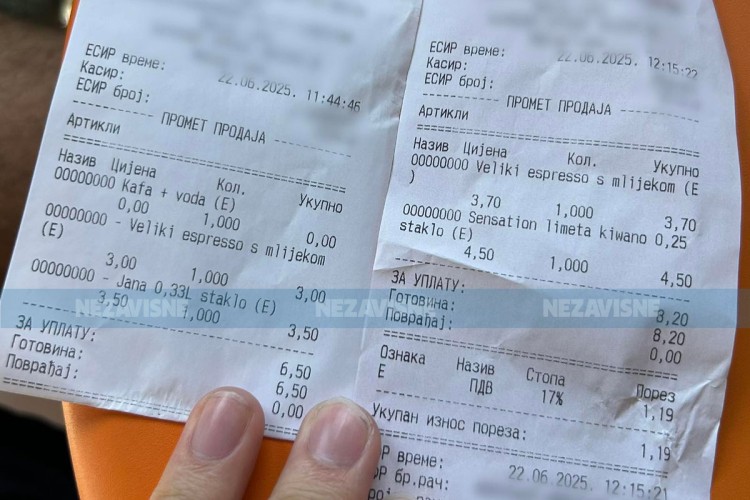 ЕСИР време: 22.06.2025. 11:44:46
Касир:
ЕСИР број:
ПРОМЕТ ПРОДАЈА
Артикли
Назив Цијена Кол. Укупно
00000000 Kafa + voda (E)
0,00 1,000 0,00
00000000 - Veliki espresso s mlijekom
(E)
3,00 1,000 3,00
00000000 - Jana 0,33L staklo (E)
3,50 1,000 3,50
ЗА УПЛАТУ: 6,50
Готовина: 6,50
Повраћај: 0,00
ЕСИР време: 22.06.2025. 12:15:22
Касир:
ЕСИР број:
ПРОМЕТ ПРОДАЈА
Артикли
Назив Цијена Кол. Укупно
00000000 Veliki espresso s mlijekom (E
)
3,70 1,000 3,70
00000000 Sensation limeta kiwano 0,25
staklo (E)
4,50 1,000 4,50
ЗА УПЛАТУ: 8,20
Готовина: 8,20
Повраћај: 0,00
Ознака Назив Стопа Порез
Е ПДВ 17% 1,19
Укупан износ пореза: 1,19
време: 22.06.2025. 12:15:21
бр.рач:
NEZAVISNE NEZAVISNE NEZAVISNE